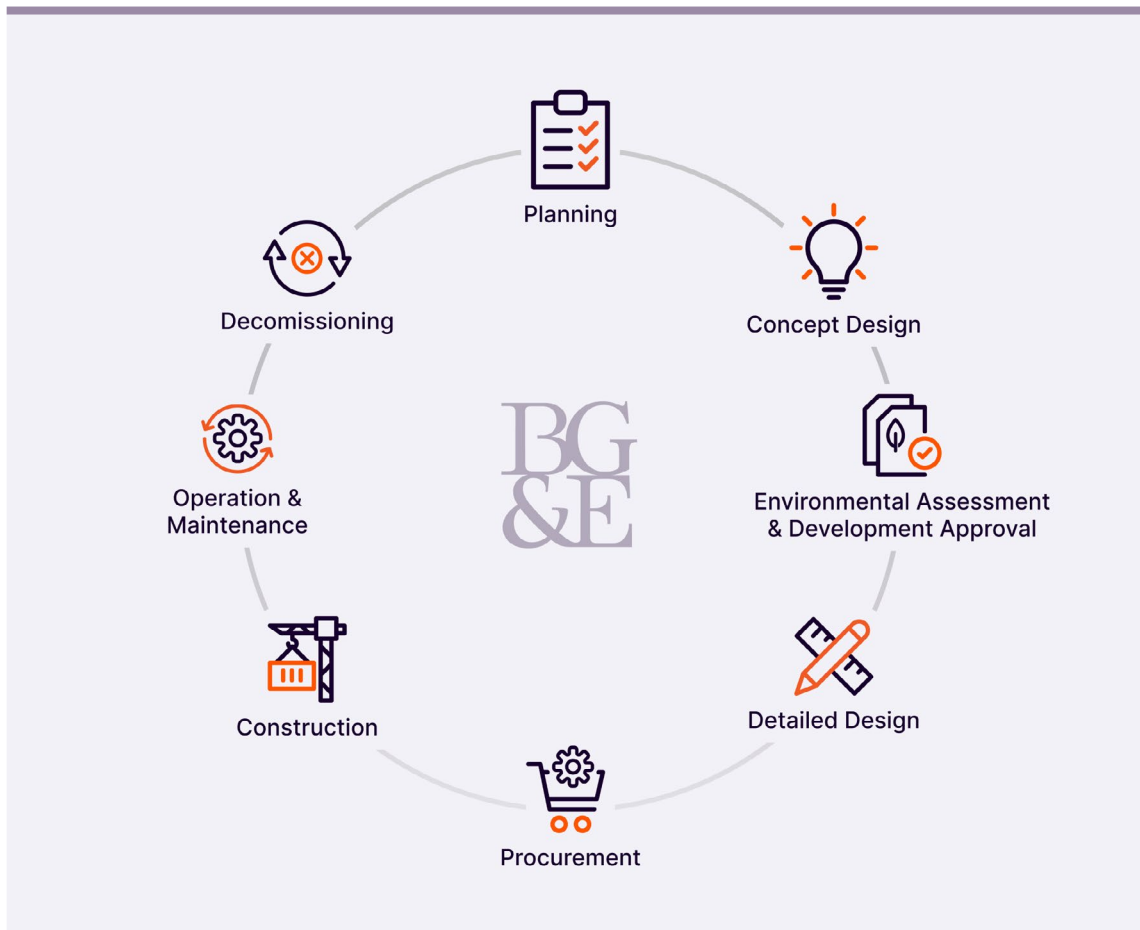 Planning
Concept Design
Environmental Assessment
& Development Approval
Detailed Design
Procurement
Construction
Operation &
Maintenance
Decomissioning
BG
&E